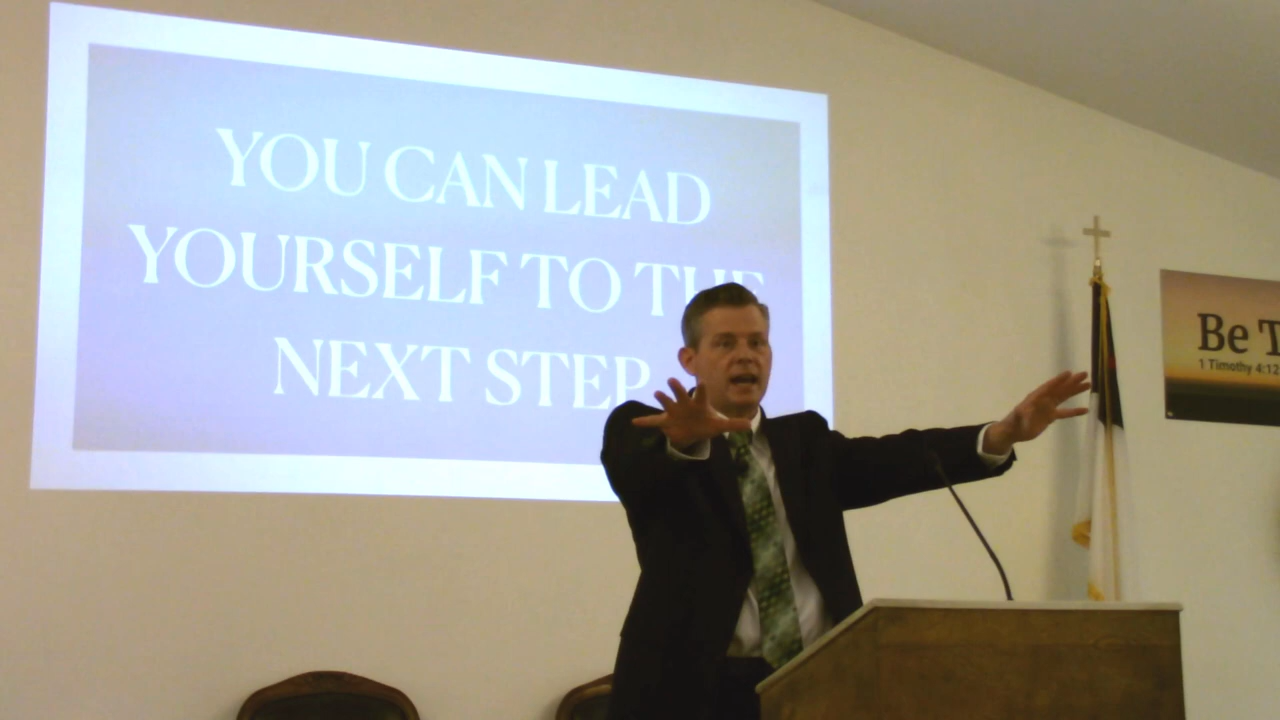 YOU CAN LEAD
YOURSELF TO THE
NEXT STEP
Be
1 Timothy 4:12